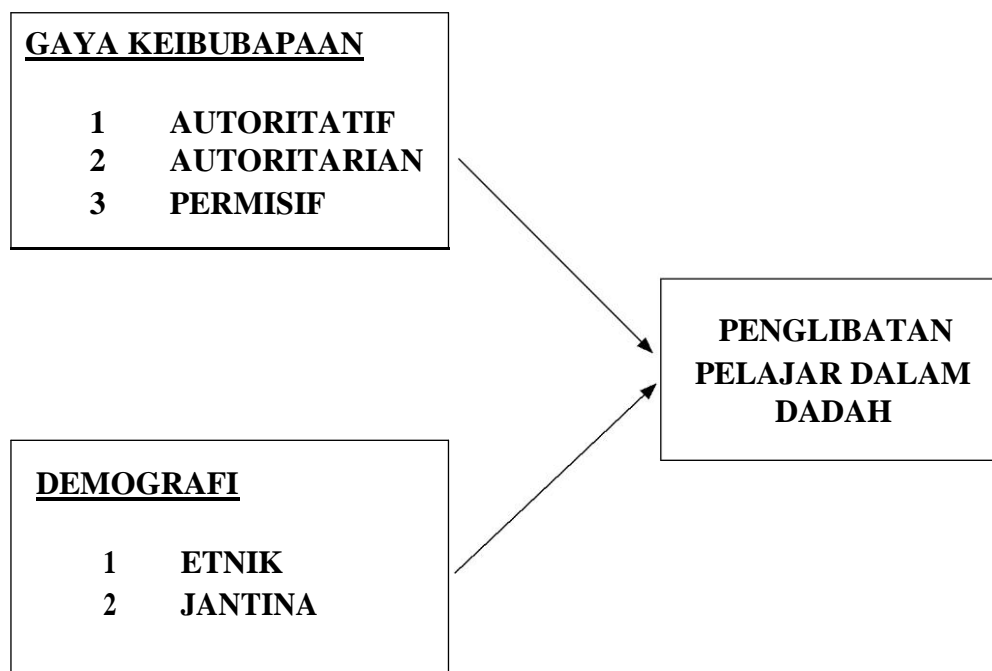 GAYA KEIBUBAPAAN
1 AUTORITATIF
2 AUTORITARIAN
3 PERMISIF
PENGLIBATAN
PELAJAR DALAM
DADAH
DEMOGRAFI
1 ETNIK
2 JANTINA